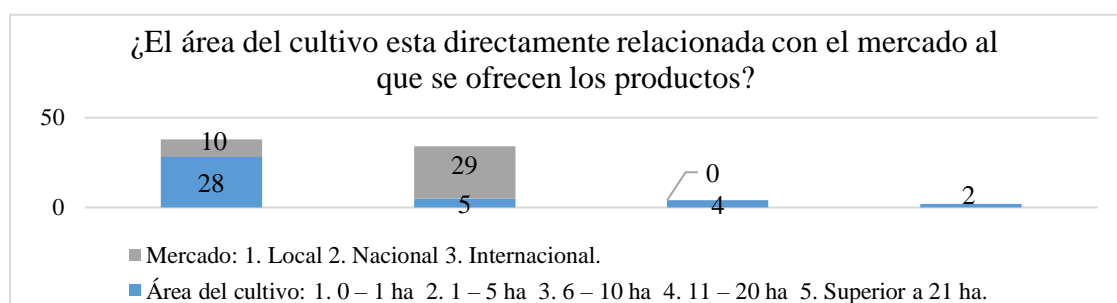 ¿El área del cultivo esta directamente relacionada con el mercado al
que se ofrecen los productos?
50
0
10
28
29
5
0
4
2
Mercado: 1. Local 2. Nacional 3. Internacional.
Área del cultivo: 1. 0 – 1 ha 2. 1 – 5 ha 3. 6 – 10 ha 4. 11 – 20 ha 5. Superior a 21 ha.